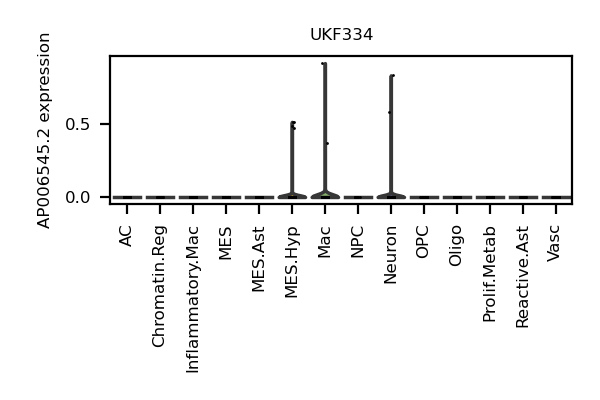 UKF334
AP006545.2 expression
0.5
0.0
AC
Chromatin.Reg
Inflammatory.Mac
MES
MES.Ast
MES.Hyp
Mac
NPC
Neuron
OPC
Oligo
Prolif.Metab
Reactive.Ast
Vasc